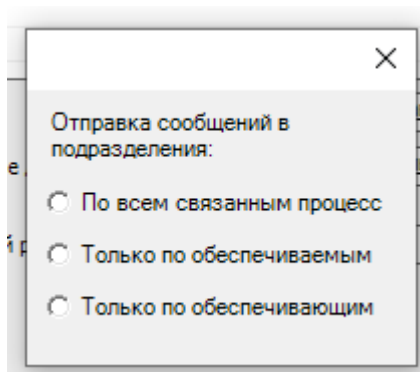 Отправка сообщений в
подразделения:
По всем связанным процесс
Только по обеспечиваемым
Только по обеспечивающим